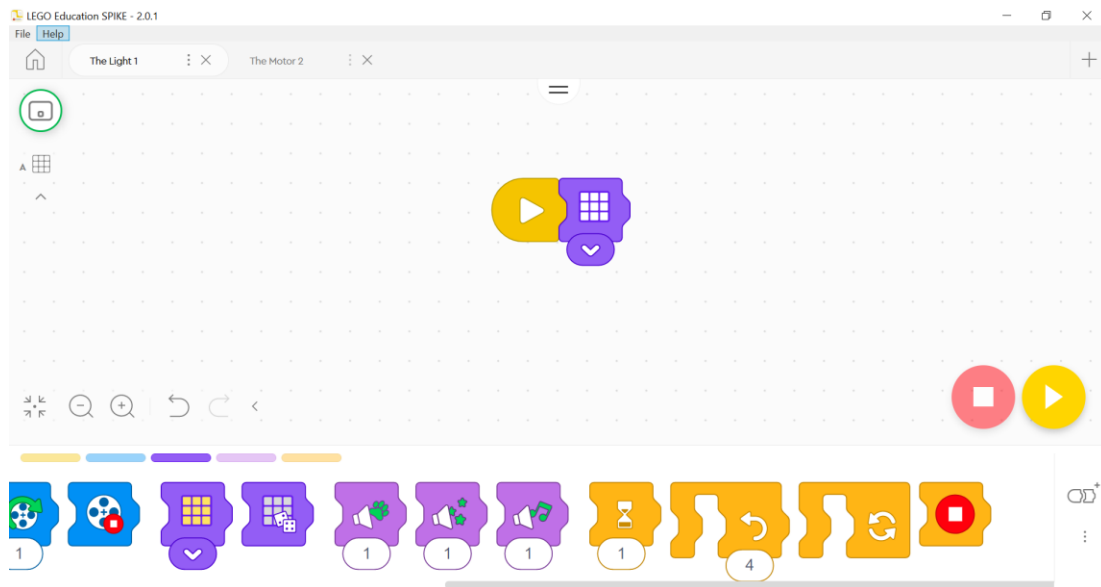 LEGO Education SPIKE - 2.0.1
File Help
The Light 1
The Motor 2
A
1
1
1
1
1
4